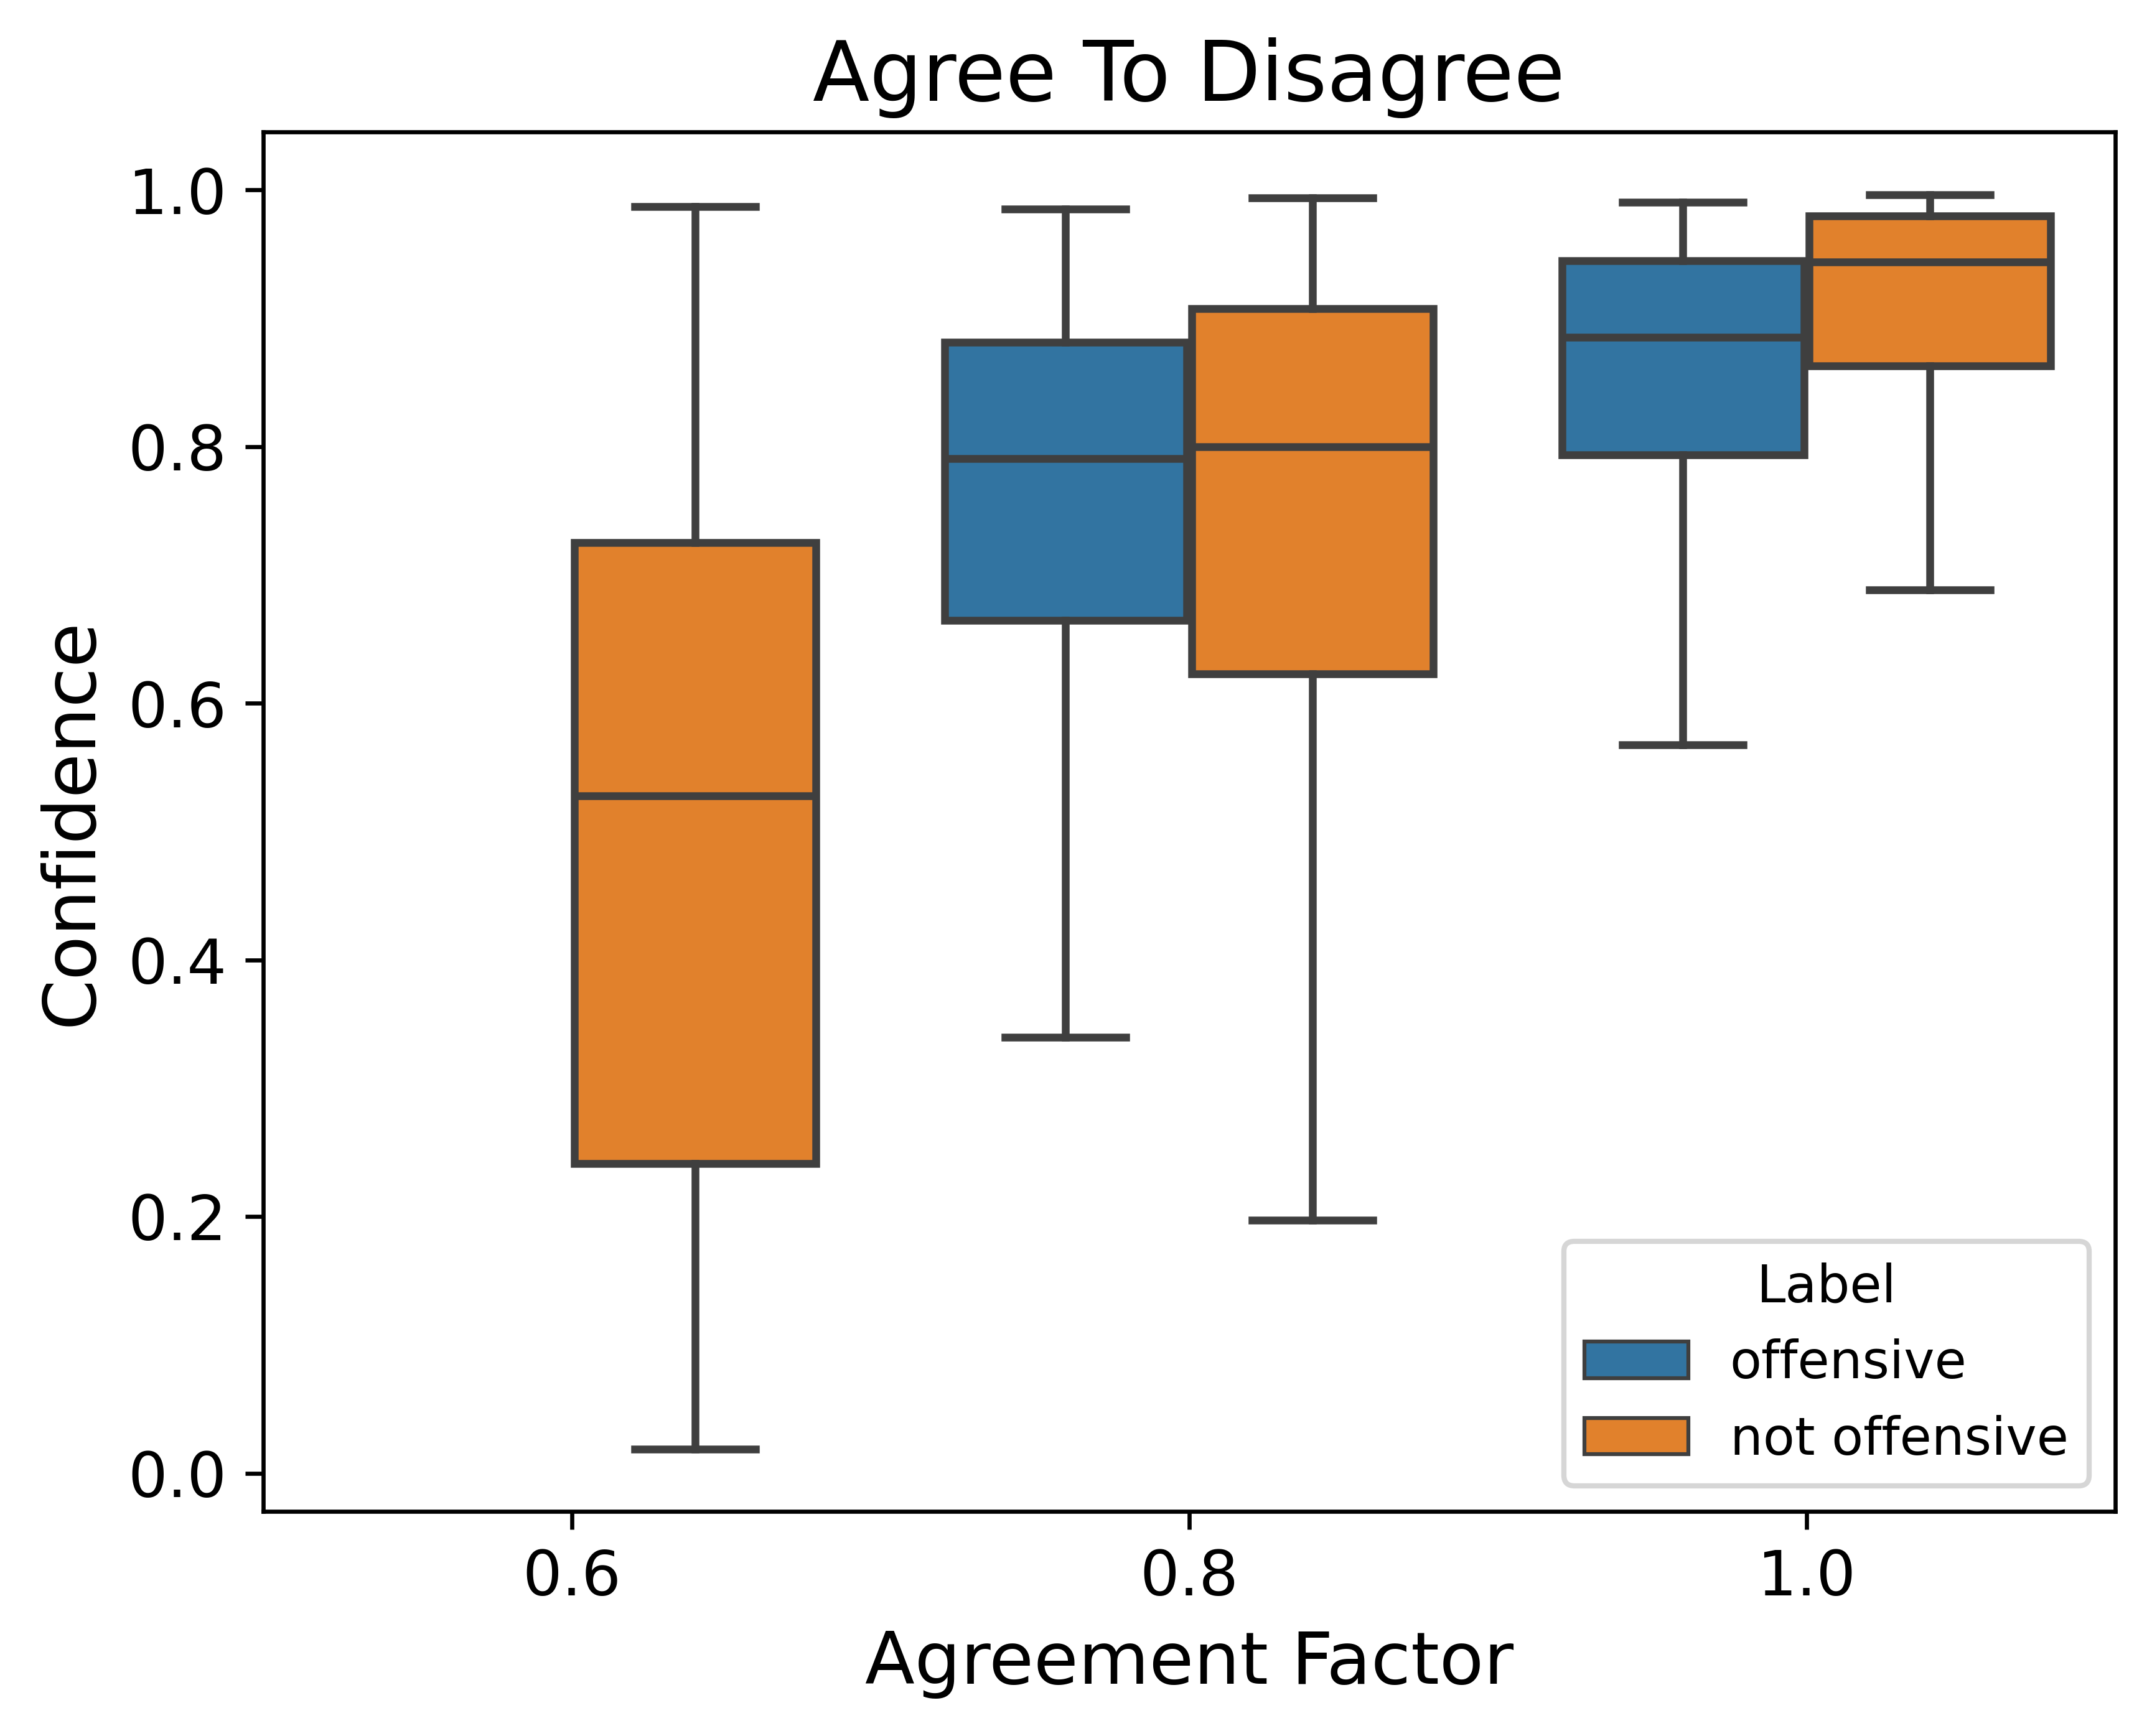 Agree To Disagree
1.0
0.8
0.6
0.4
0.2
0.0
Confidence
0.6
0.8
1.0
Agreement Factor
Label
offensive
not offensive